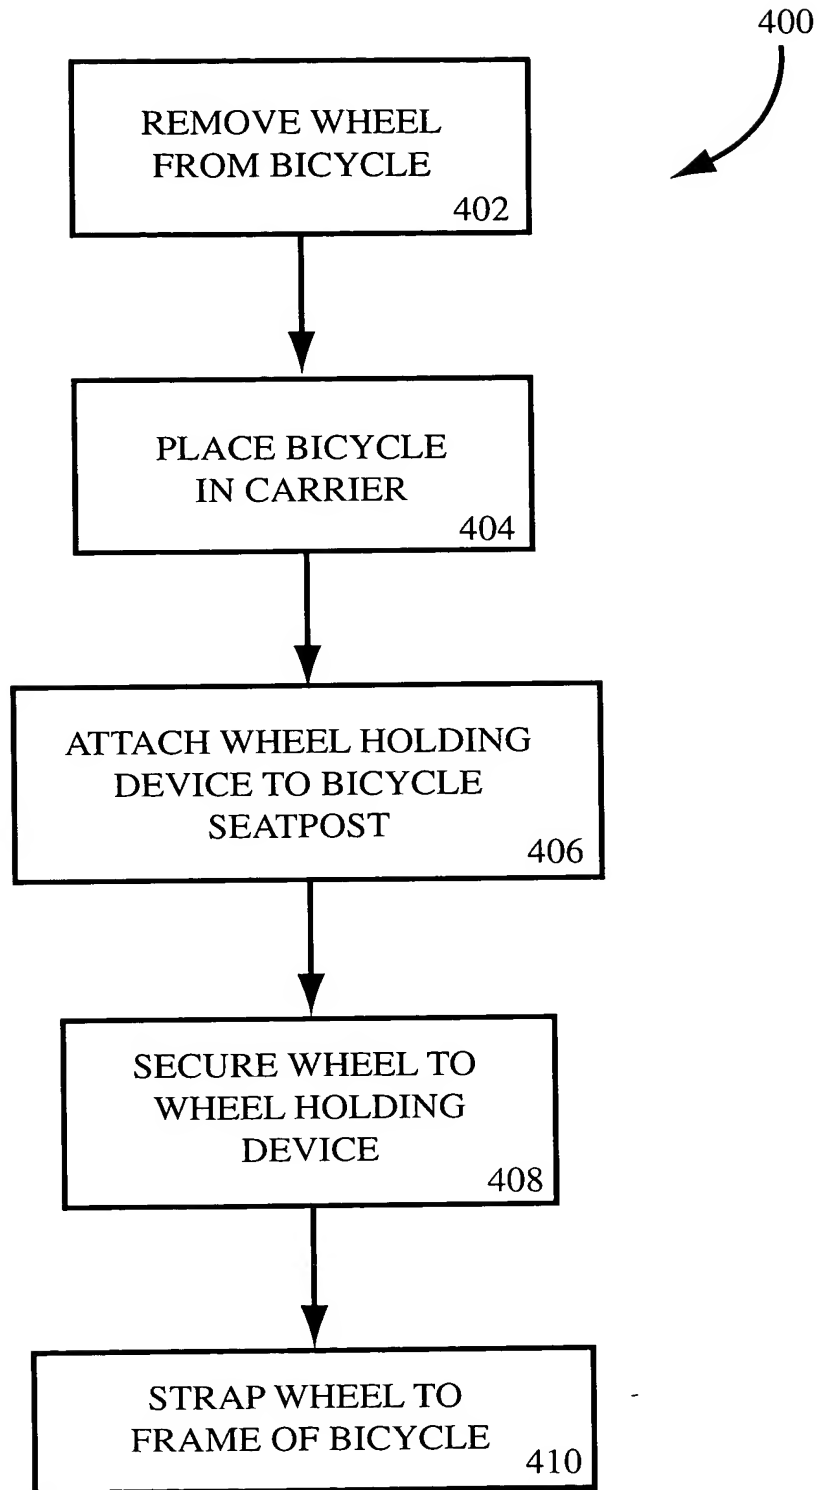 400
REMOVE WHEEL
FROM BICYCLE
402
PLACE BICYCLE
IN CARRIER
404
ATTACH WHEEL HOLDING
DEVICE TO BICYCLE
SEATPOST
406
SECURE WHEEL TO
WHEEL HOLDING
DEVICE
408
STRAP WHEEL TO
FRAME OF BICYCLE
410